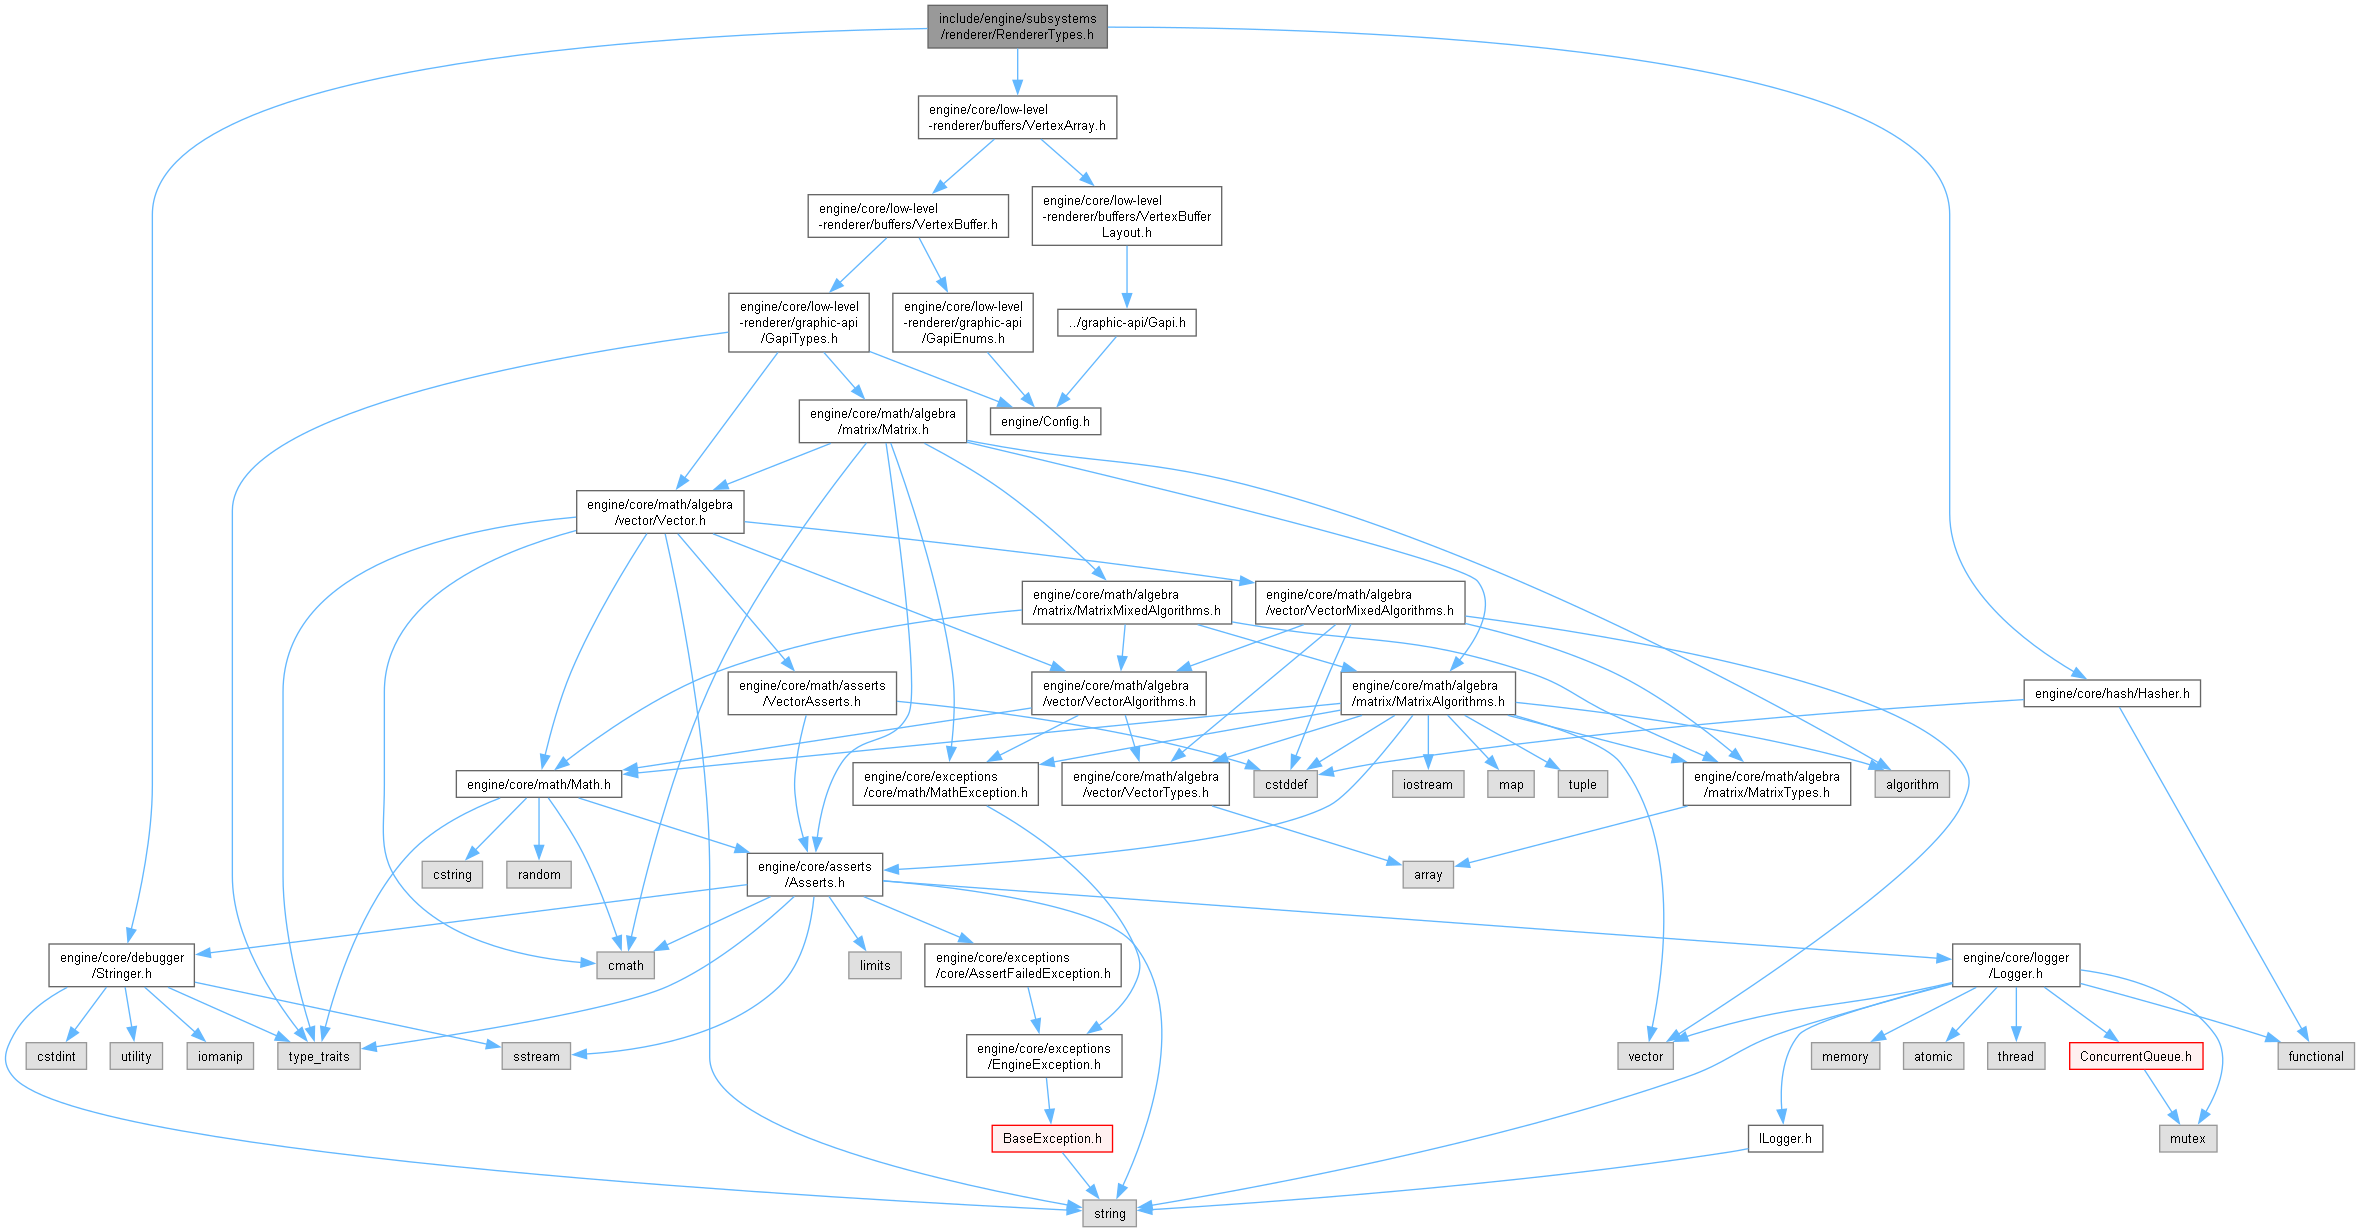 include/engine/subsystems
/renderer/RendererTypes.h
engine/core/low-level
-renderer/buffers/VertexArray.h
engine/core/low-level
-renderer/buffers/VertexBuffer.h
engine/core/low-level
-renderer/buffers/VertexBuffer
Layout.h
engine/core/low-level
-renderer/graphic-api
/GapiTypes.h
engine/core/low-level
-renderer/graphic-api
/GapiEnums.h
../graphic-api/Gapi.h
engine/core/math/algebra
/matrix/Matrix.h
engine/Config.h
engine/core/math/algebra
/vector/Vector.h
engine/core/math/algebra
/matrix/MatrixMixedAlgorithms.h
engine/core/math/algebra
/vector/VectorMixedAlgorithms.h
engine/core/math/asserts
/VectorAsserts.h
engine/core/math/algebra
/vector/VectorAlgorithms.h
engine/core/math/algebra
/matrix/MatrixAlgorithms.h
engine/core/hash/Hasher.h
engine/core/math/Math.h
engine/core/exceptions
/core/math/MathException.h
engine/core/math/algebra
/vector/VectorTypes.h
cstddef
iostream
map
tuple
engine/core/math/algebra
/matrix/MatrixTypes.h
algorithm
cstring
random
engine/core/asserts
/Asserts.h
array
engine/core/debugger
/Stringer.h
cmath
limits
engine/core/exceptions
/core/AssertFailedException.h
engine/core/logger
/Logger.h
cstdint
utility
iomanip
type_traits
sstream
engine/core/exceptions
/EngineException.h
vector
memory
atomic
thread
ConcurrentQueue.h
functional
BaseException.h
ILogger.h
mutex
string